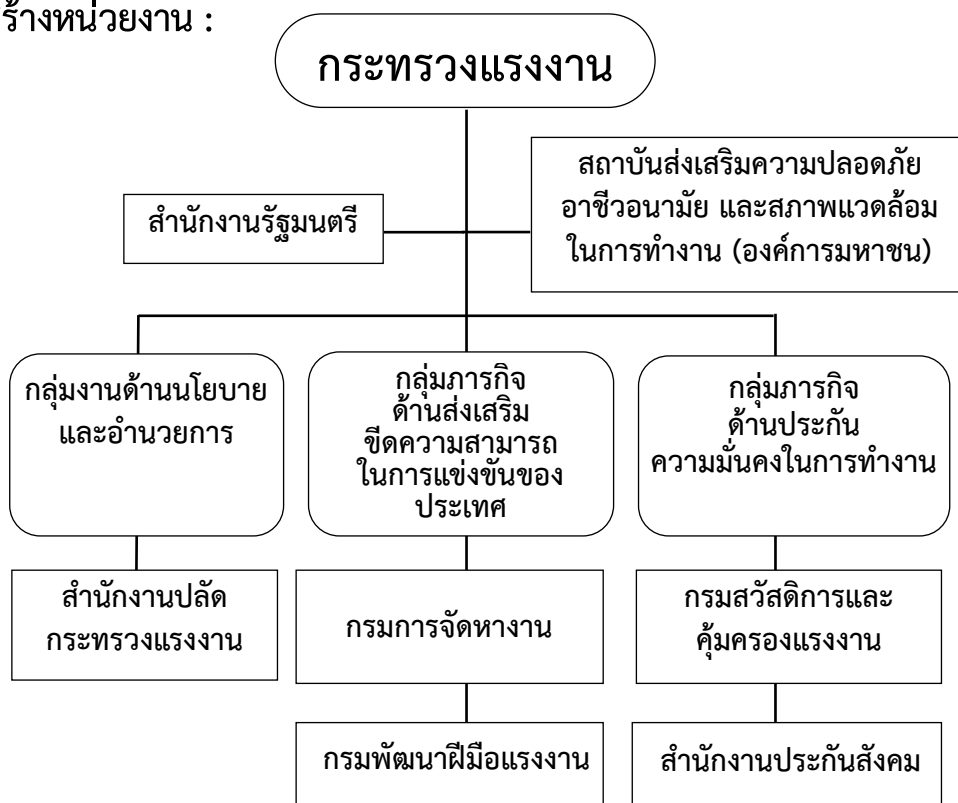 ร้างหน่วยงาน :
กระทรวงแรงงาน
สำนักงานรัฐมนตรี
สถาบันส่งเสริมความปลอดภัย
อาชีวอนามัย และสภาพแวดล้อม
ในการทำงาน (องค์การมหาชน)
กลุ่มงานด้านนโยบาย
และอำนวยการ
กลุ่มภารกิจ
ด้านส่งเสริม
ขีดความสามารถ
ในการแข่งขันของ
ประเทศ
กลุ่มภารกิจ
ด้านประกัน
ความมั่นคงในการทำงาน
สำนักงานปลัด
กระทรวงแรงงาน
กรมการจัดหางาน
กรมสวัสดิการและ
คุ้มครองแรงงาน
กรมพัฒนาฝีมือแรงงาน
สำนักงานประกันสังคม